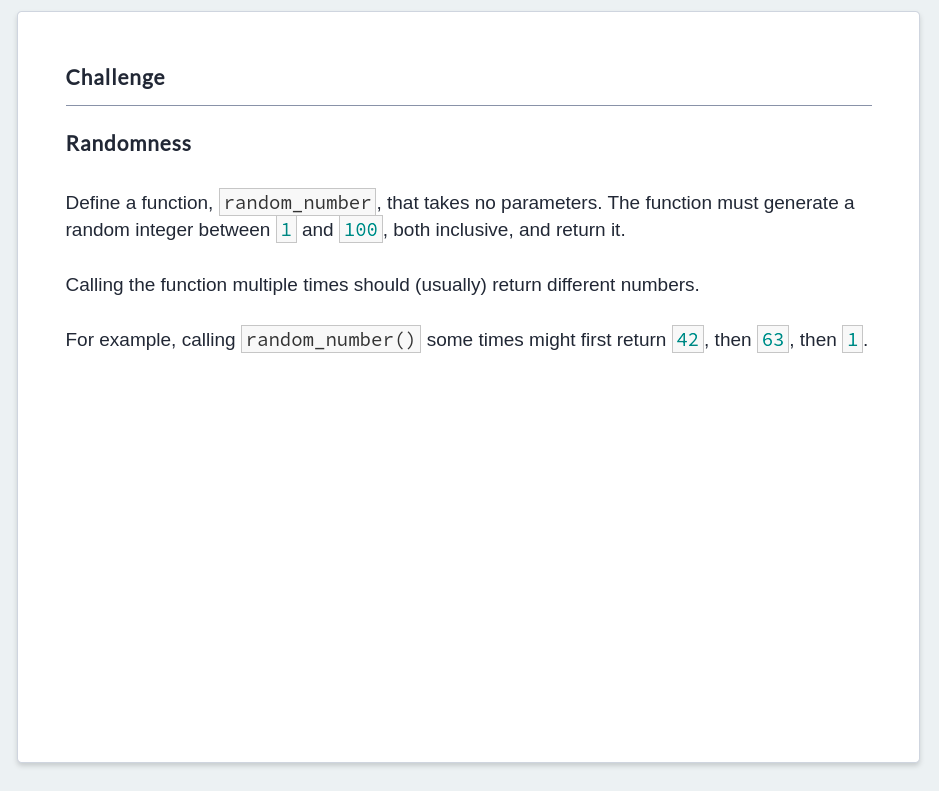 Challenge
Randomness
Define a function, random_number, that takes no parameters. The function must generate a
random integer between 1 and 100, both inclusive, and return it.
Calling the function multiple times should (usually) return different numbers.
For example, calling random_number() some times might first return 42, then 63, then 1.